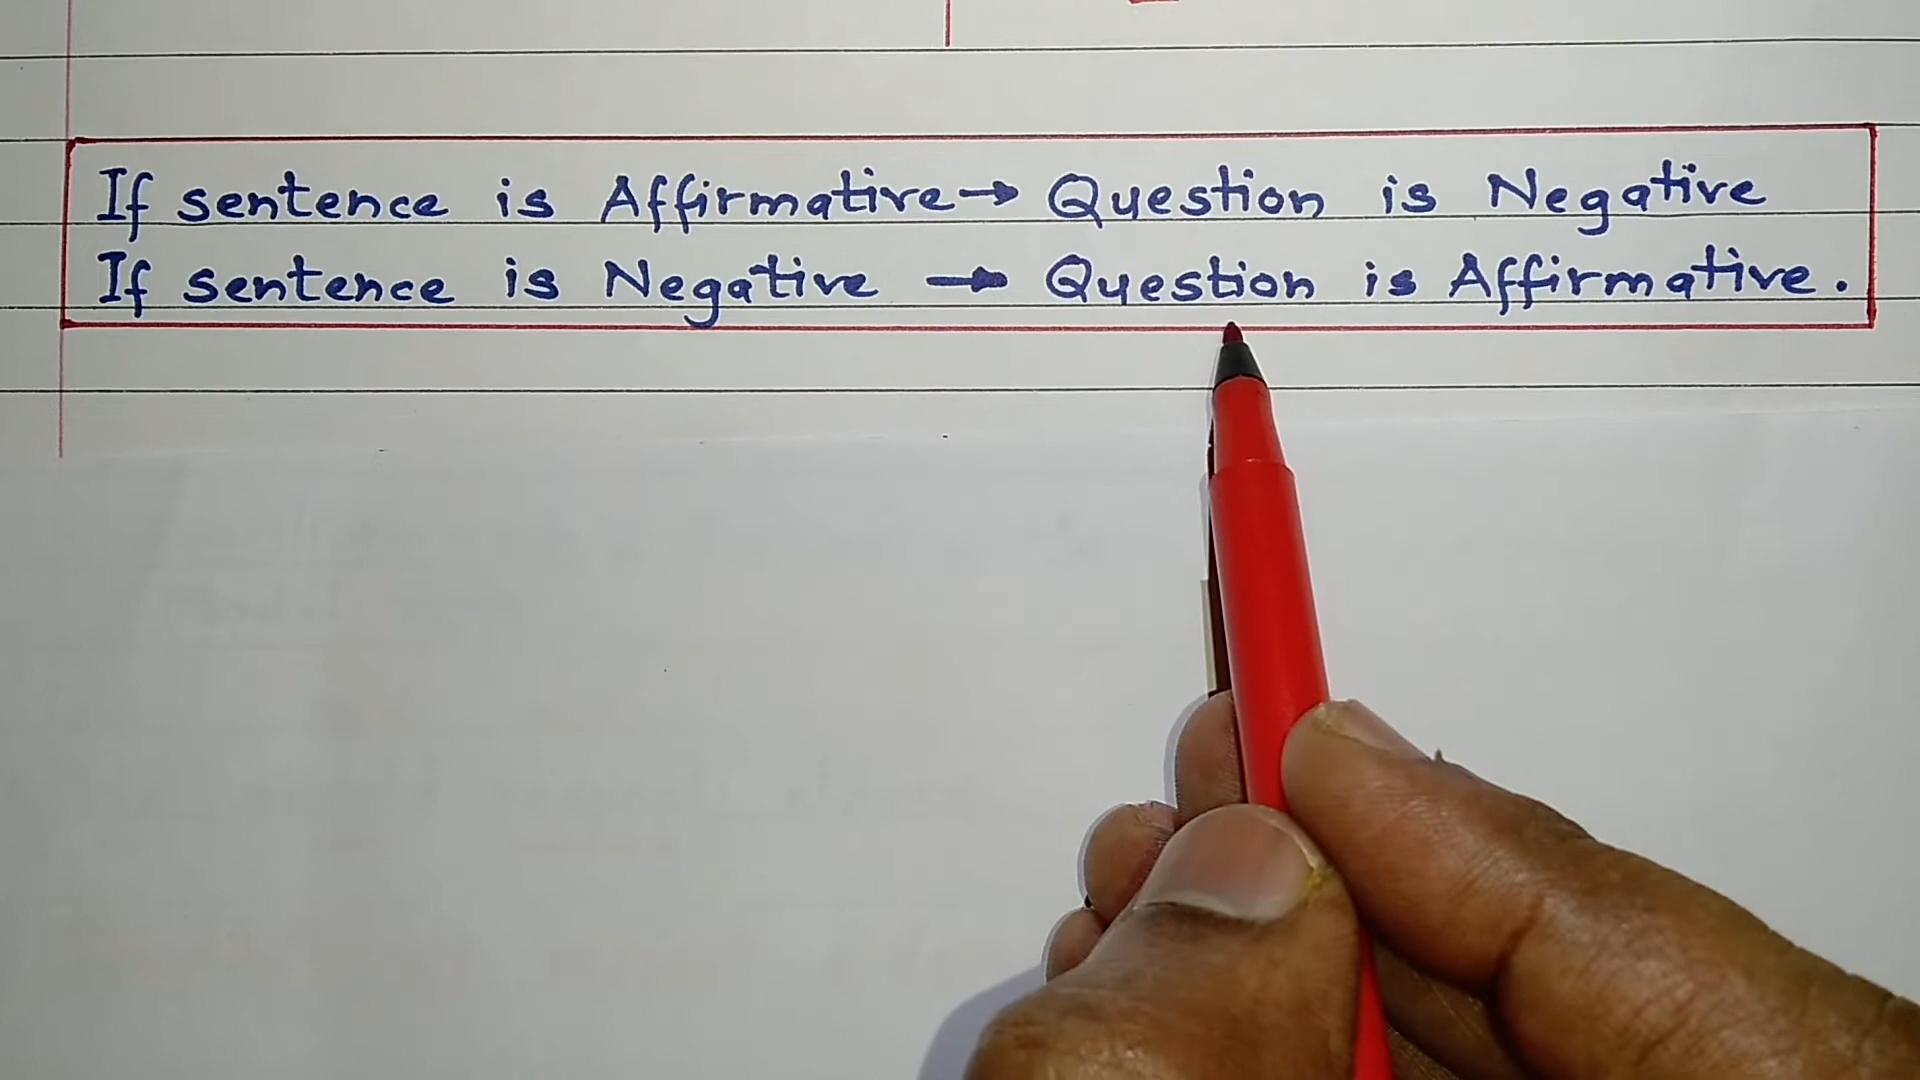 If sentence is Affirmative → Question is Negative
If sentence is Negative → Question is Affirmative.